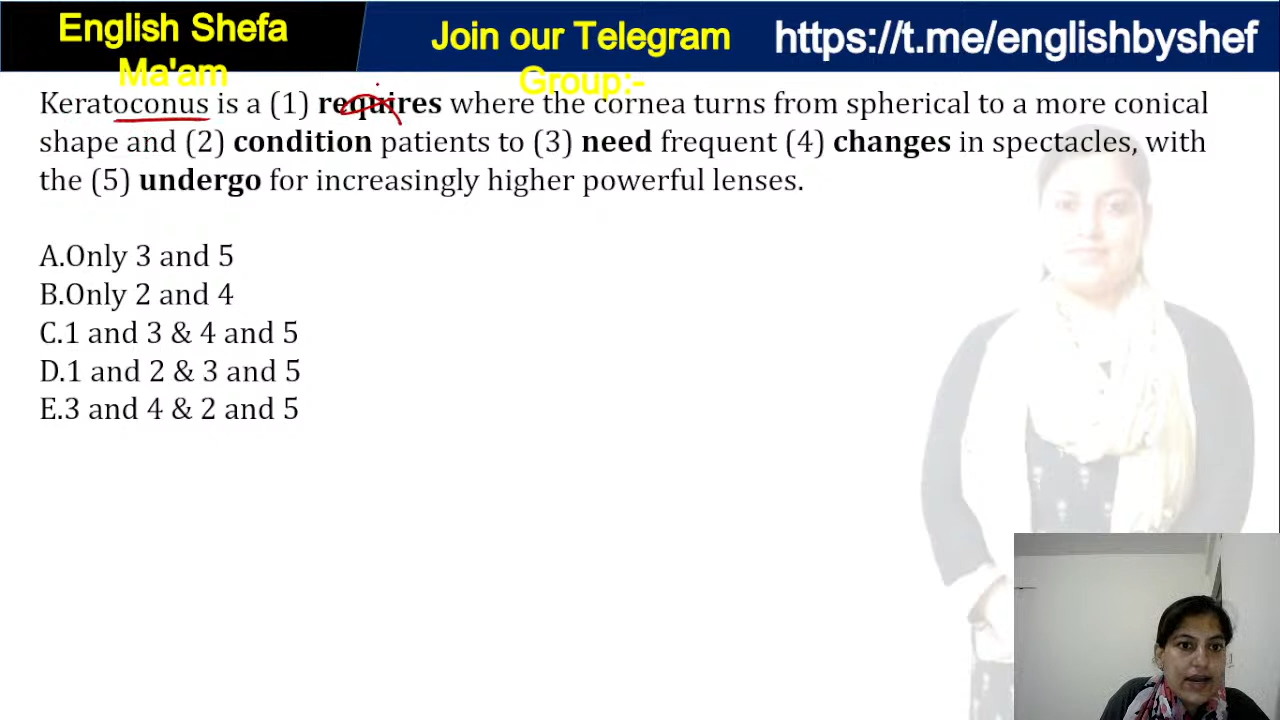 English Shefa
Ma'am
Join our Telegram
Group:-
https://t.me/englishbyshef
Keratoconus is a (1) requires where the cornea turns from spherical to a more conical
shape and (2) condition patients to (3) need frequent (4) changes in spectacles, with
the (5) undergo for increasingly higher powerful lenses.
A.Only 3 and 5
B.Only 2 and 4
C.1 and 3 & 4 and 5
D.1 and 2 & 3 and 5
E.3 and 4 & 2 and 5